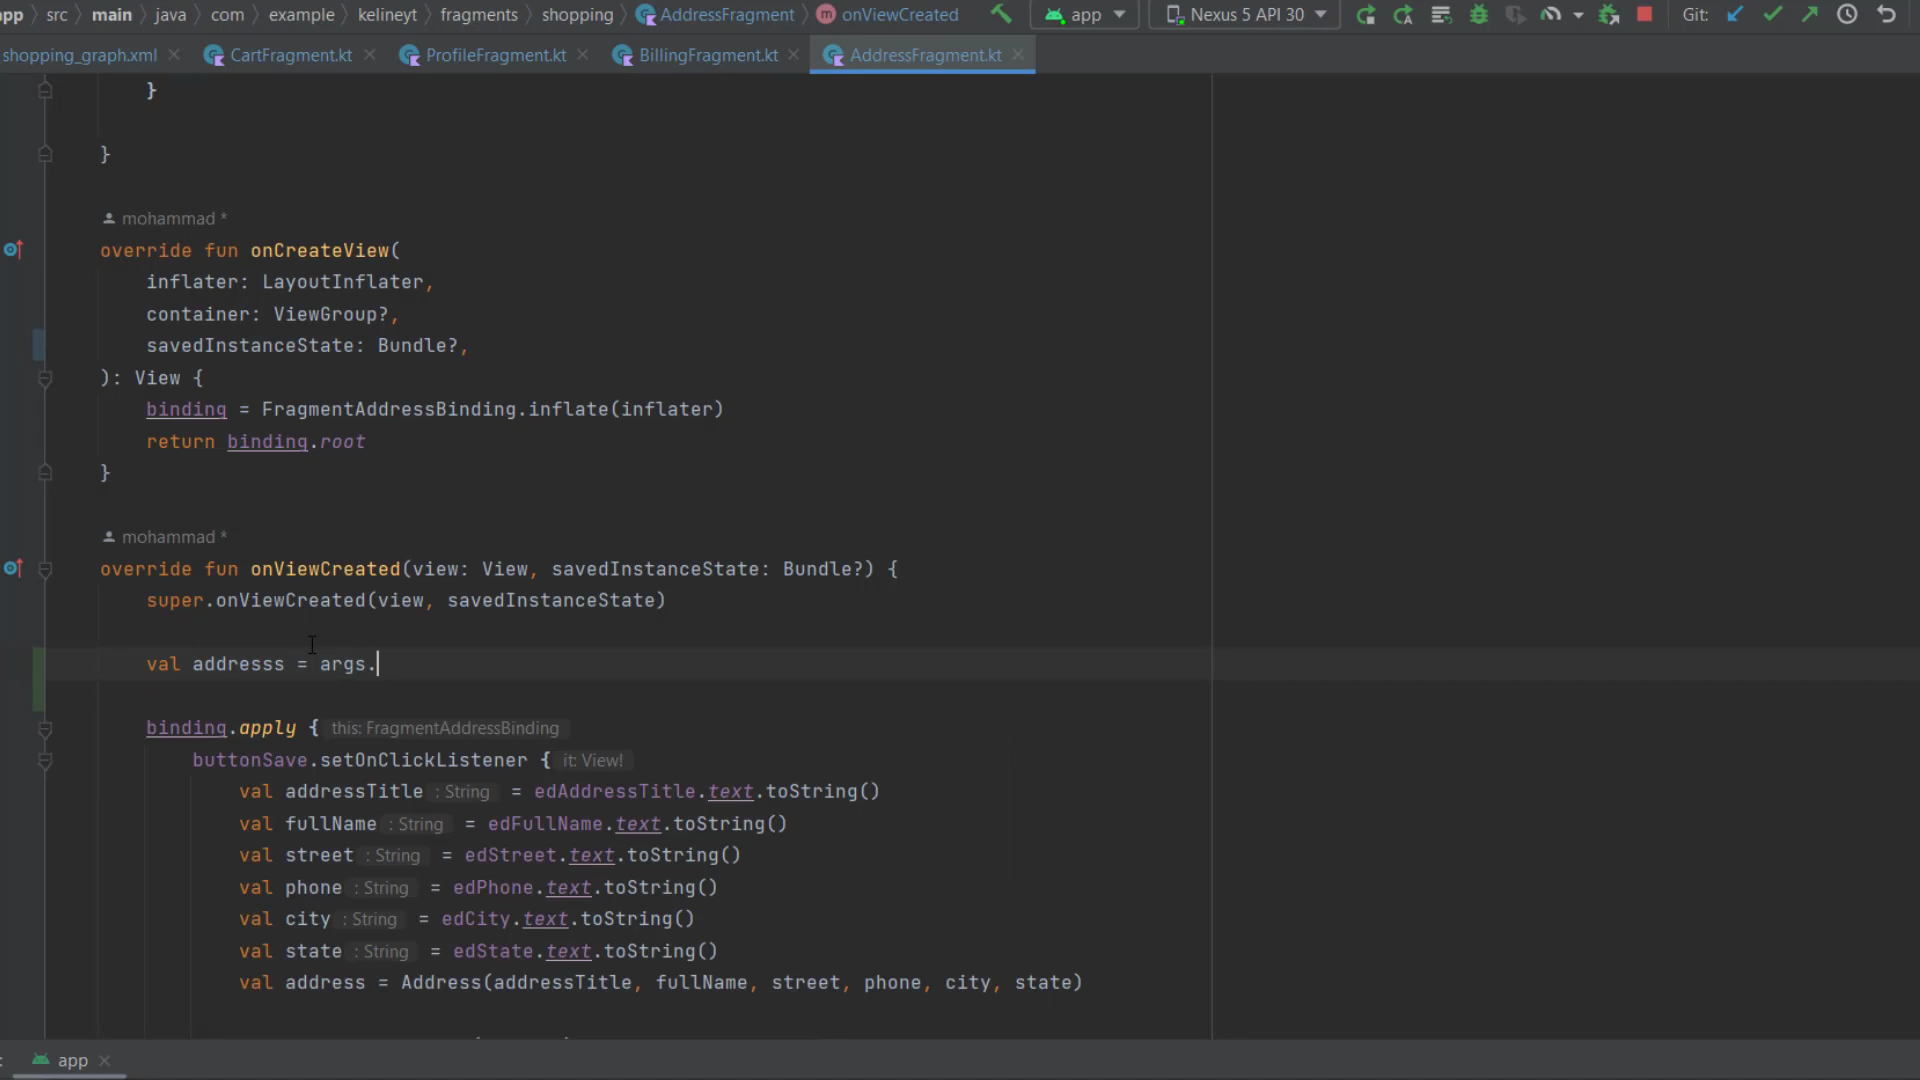 app src main java com example kelineyt fragments shopping AddressFragment m onViewCreated app Nexus 5 API 30 Git:
shopping_graph.xml CartFragment.kt ProfileFragment.kt BillingFragment.kt AddressFragment.kt
}
}
mohammad *
override fun onCreateView(
inflater: LayoutInflater,
container: ViewGroup?,
savedInstanceState: Bundle?,
): View {
binding = FragmentAddressBinding.inflate(inflater)
return binding.root
}
mohammad *
override fun onViewCreated(view: View, savedInstanceState: Bundle?) {
super.onViewCreated(view, savedInstanceState)
val addresss = args.
binding.apply { this: FragmentAddressBinding
buttonSave.setOnClickListener { it: View!
val addressTitle : String = edAddressTitle.text.toString()
val fullName : String = edFullName.text.toString()
val street : String = edStreet.text.toString()
val phone : String = edPhone.text.toString()
val city : String = edCity.text.toString()
val state : String = edState.text.toString()
val address = Address(addressTitle, fullName, street, phone, city, state)
: app